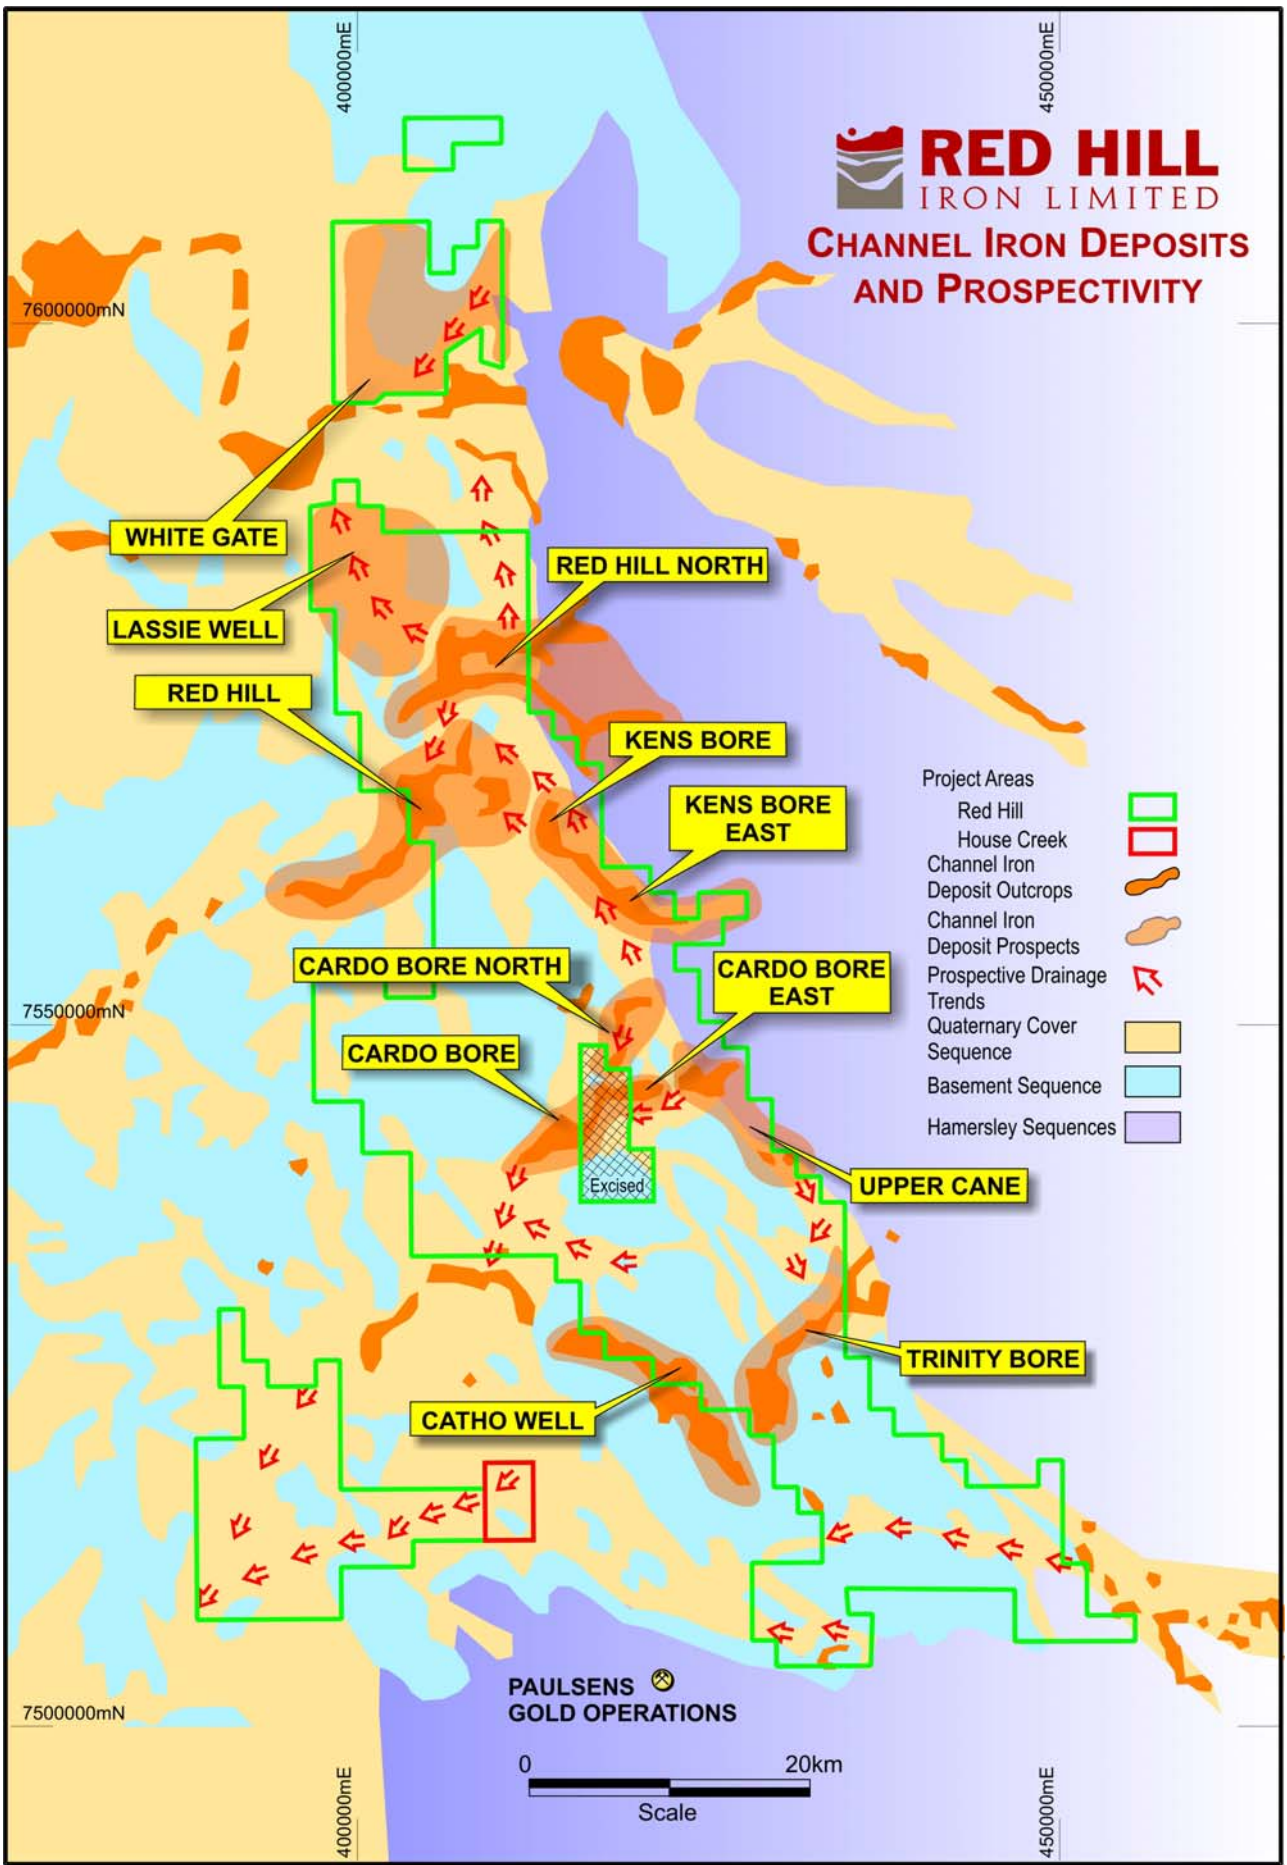 400000mE
450000mE
RED HILL
IRON LIMITED
CHANNEL IRON DEPOSITS
AND PROSPECTIVITY
7600000mN
WHITE GATE
RED HILL NORTH
LASSIE WELL
RED HILL
KENS BORE
KENS BORE
EAST
Project Areas
Red Hill
House Creek
Channel Iron
Deposit Outcrops
Channel Iron
Deposit Prospects
Prospective Drainage
Trends
Quaternary Cover
Sequence
Basement Sequence
Hamersley Sequences
CARDO BORE NORTH
CARDO BORE
EAST
7550000mN
CARDO BORE
Excised
UPPER CANE
TRINITY BORE
CATHO WELL
PAULSENS
GOLD OPERATIONS
7500000mN
0 20km
Scale
400000mE
450000mE